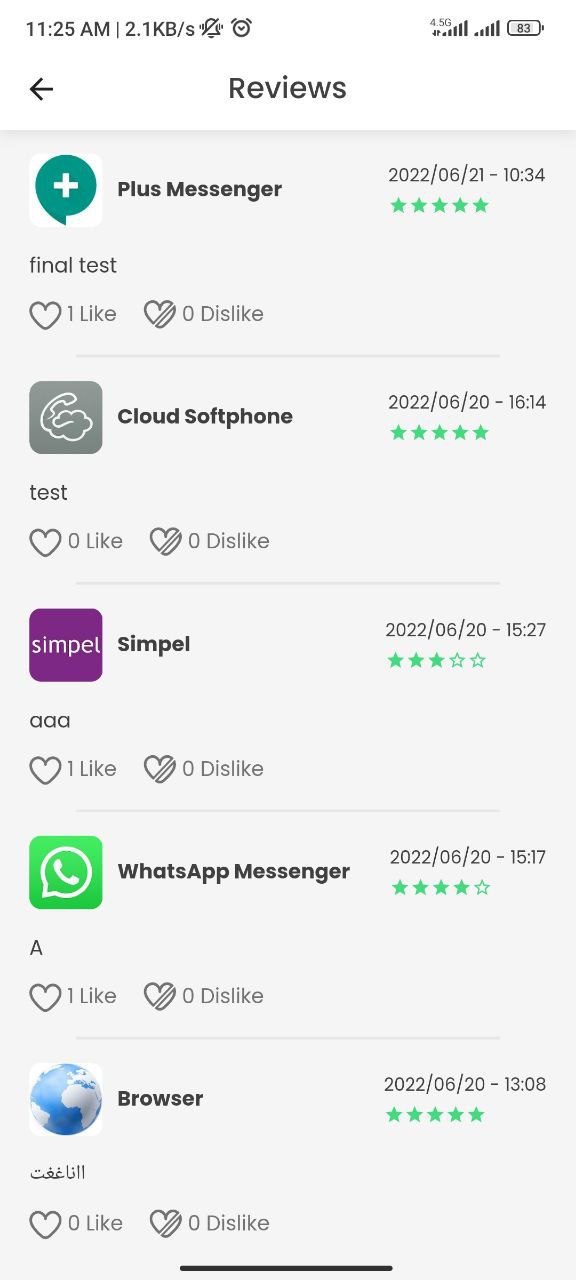 11:25 AM | 2.1KB/s 4.5G 83
Reviews
Plus Messenger 2022/06/21 - 10:34
final test
1 Like 0 Dislike
Cloud Softphone 2022/06/20 - 16:14
test
0 Like 0 Dislike
simpel Simpel 2022/06/20 - 15:27
aaa
1 Like 0 Dislike
WhatsApp Messenger 2022/06/20 - 15:17
A
1 Like 0 Dislike
Browser 2022/06/20 - 13:08
ااناغغت
0 Like 0 Dislike